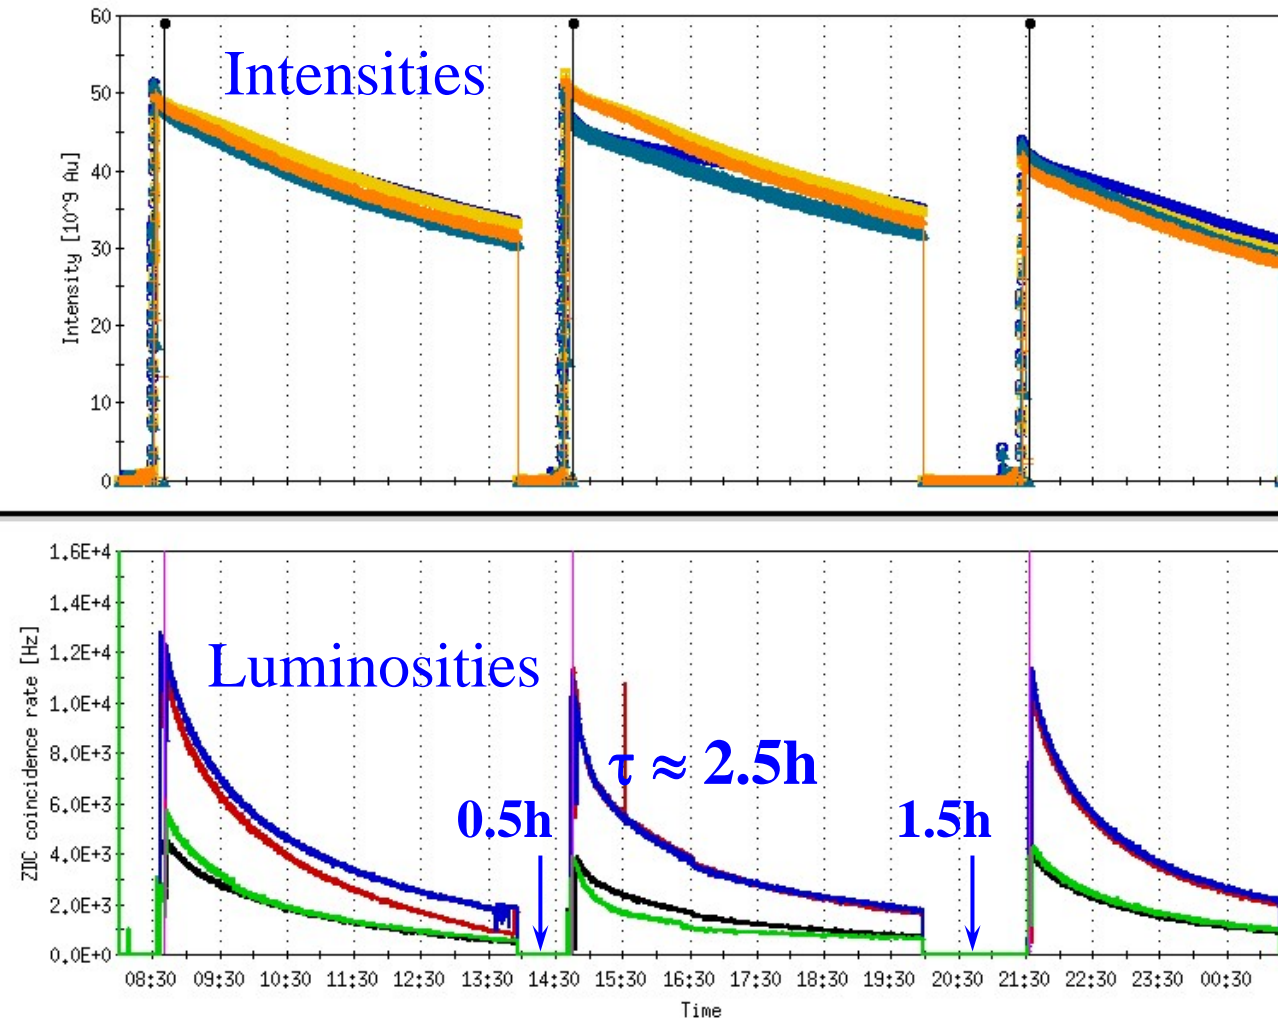 60
Intensities
50
40
30
20
10
0
Intensity [10^9 Au]
1.6E+4
1.4E+4
1.2E+4
Luminosities
1.0E+4
8.0E+3
τ ≈ 2.5h
6.0E+3
0.5h
1.5h
4.0E+3
2.0E+3
0.0E+0
ZDC coincidence rate [Hz]
08:30 09:30 10:30 11:30 12:30 13:30 14:30 15:30 16:30 17:30 18:30 19:30 20:30 21:30 22:30 23:30 00:30
Time